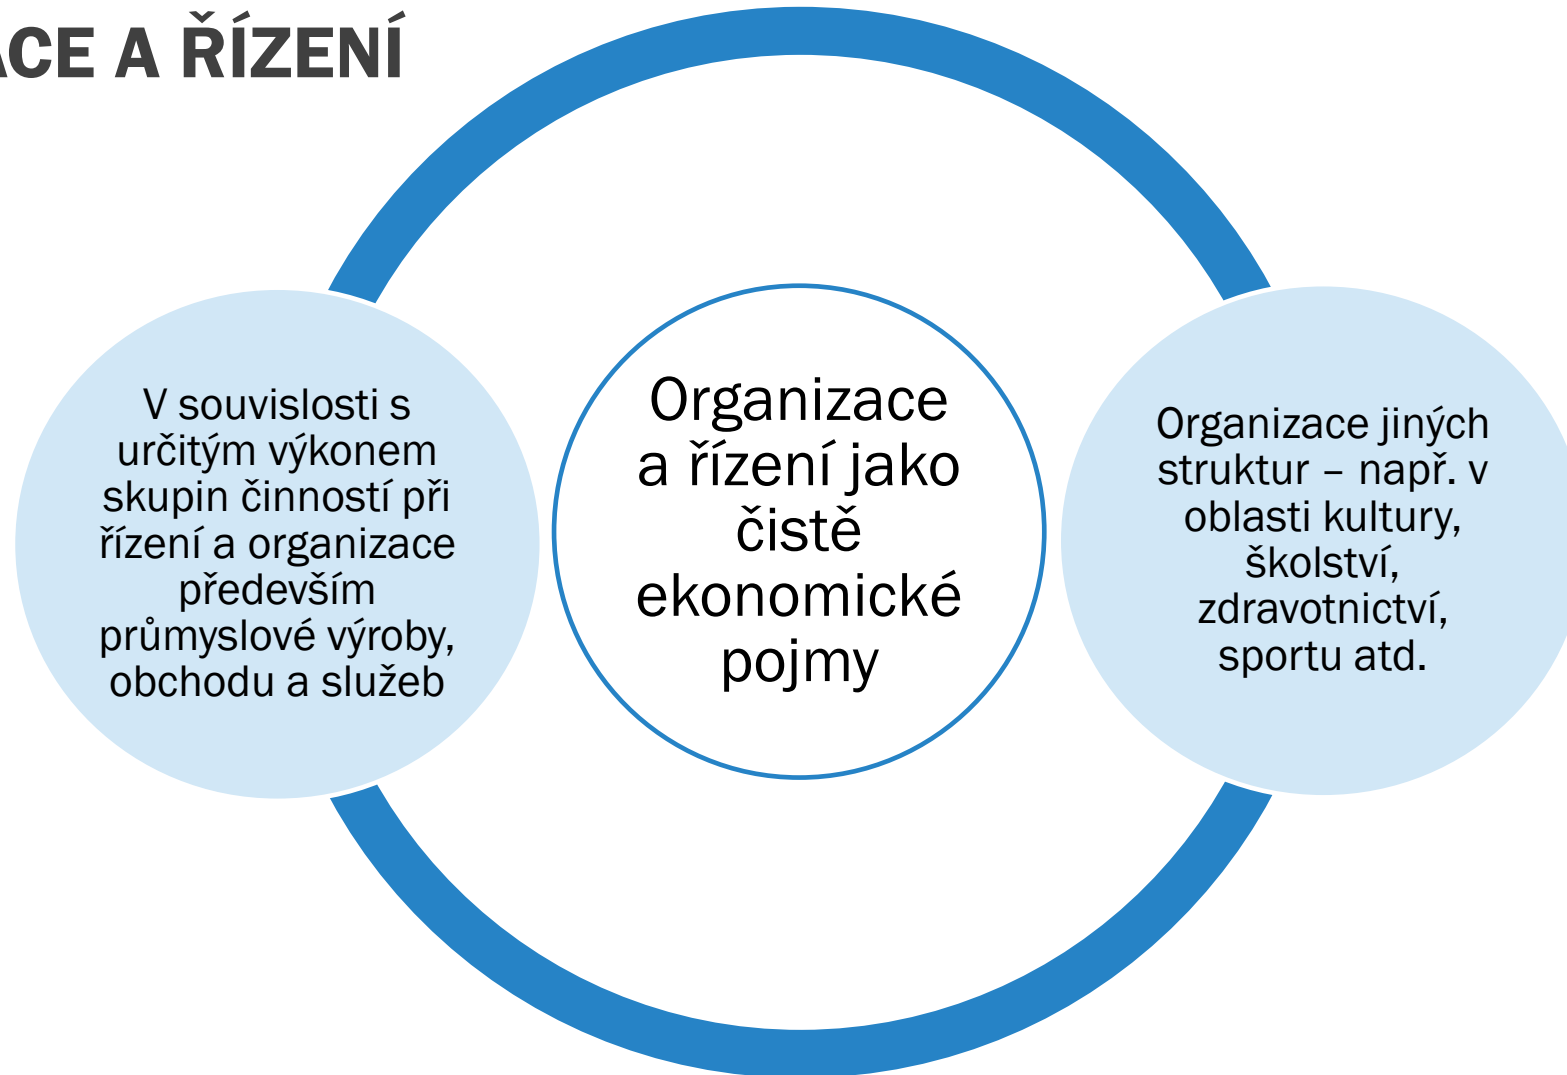 ACE A ŘÍZENÍ
V souvislosti s
určitým výkonem
skupin činností při
řízení a organizace
především
průmyslové výroby,
obchodu a služeb
Organizace
a řízení jako
čistě
ekonomické
pojmy
Organizace jiných
struktur – např. v
oblasti kultury,
školství,
zdravotnictví,
sportu atd.